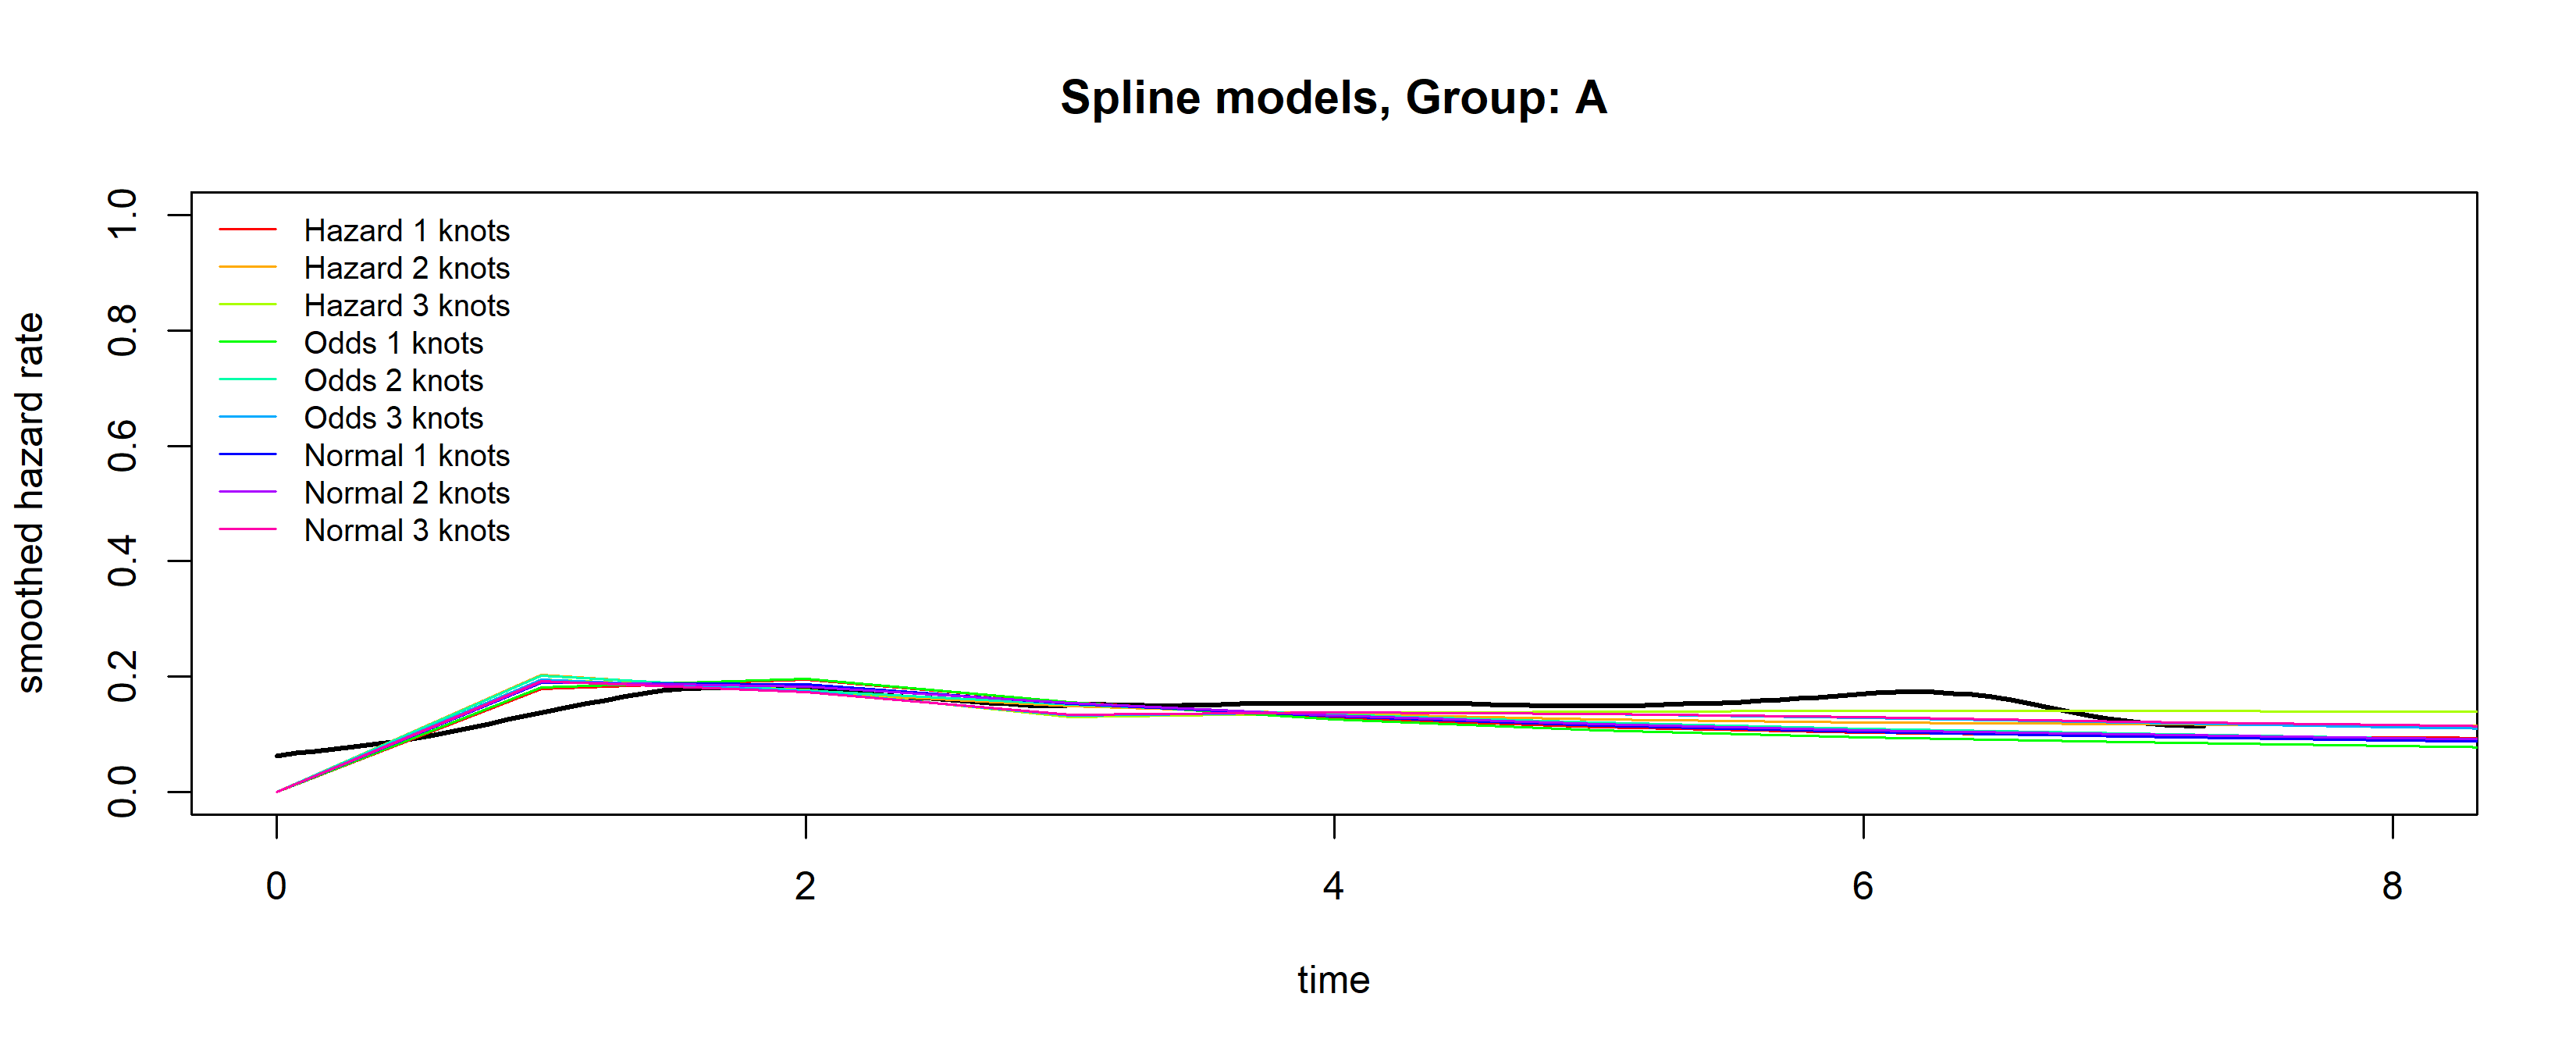 Spline models, Group: A
smoothed hazard rate
1.0
0.8
0.6
0.4
0.2
0.0
Hazard 1 knots
Hazard 2 knots
Hazard 3 knots
Odds 1 knots
Odds 2 knots
Odds 3 knots
Normal 1 knots
Normal 2 knots
Normal 3 knots
0 2 4 6 8
time